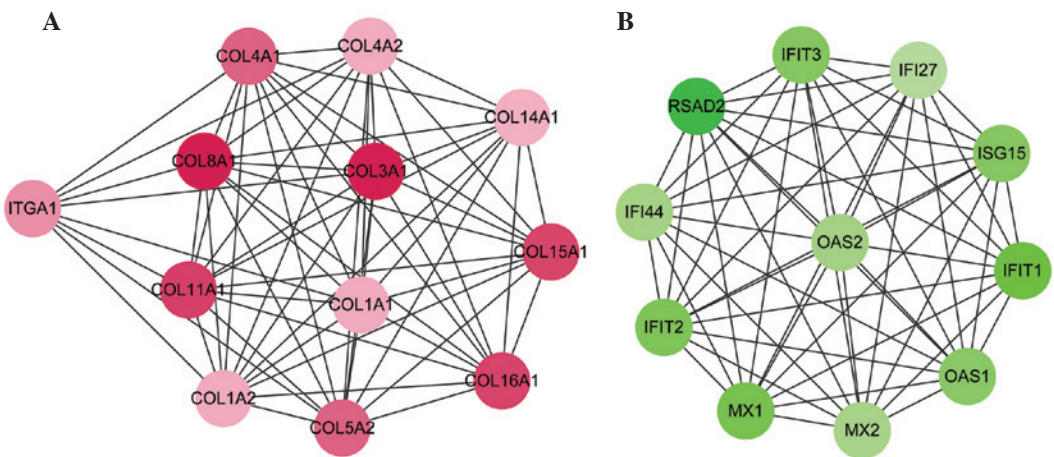 A
B
COL4A1
COL4A2
COL14A1
COL8A1
COL3A1
ITGA1
COL15A1
COL11A1
COL1A1
COL16A1
COL1A2
COL5A2
IFIT3
IFI27
RSAD2
ISG15
IFI44
OAS2
IFIT1
IFIT2
OAS1
MX1
MX2